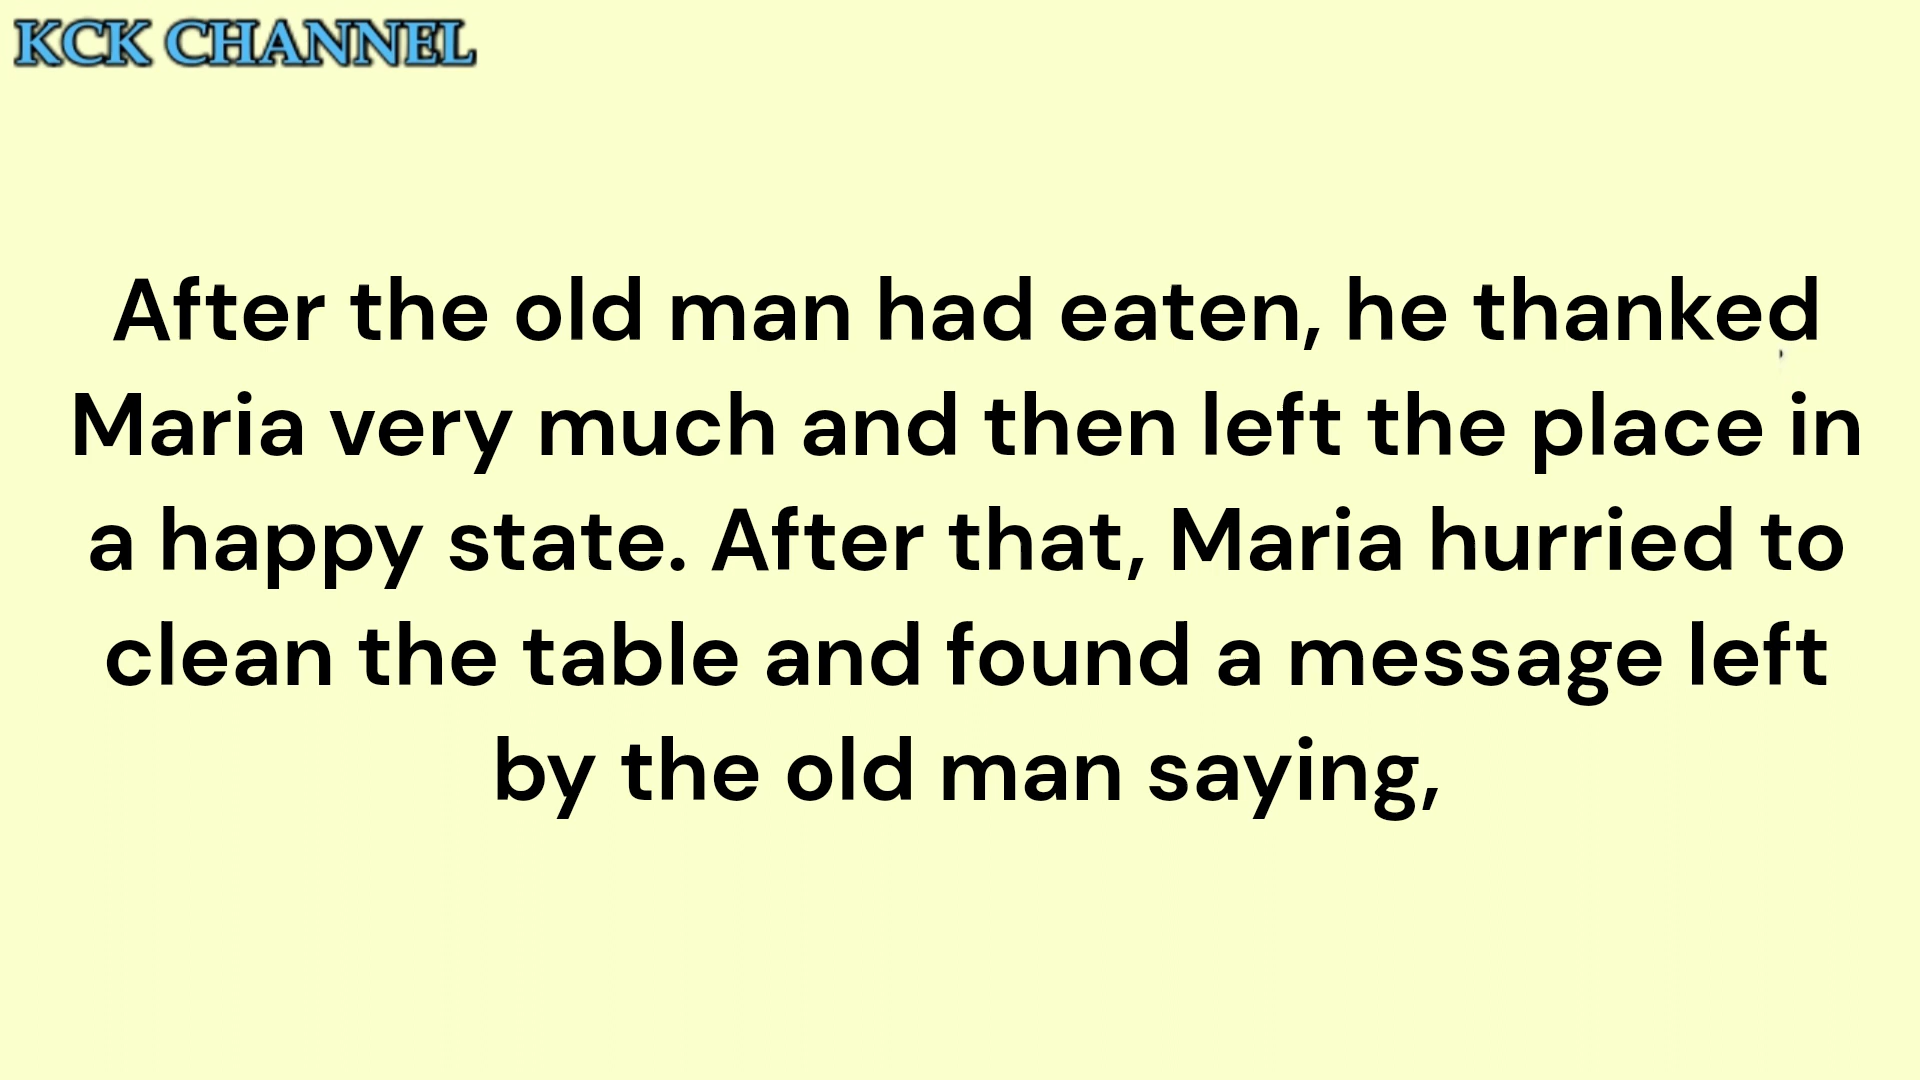 KCK CHANNEL
After the old man had eaten, he thanked
Maria very much and then left the place in
a happy state. After that, Maria hurried to
clean the table and found a message left
by the old man saying,